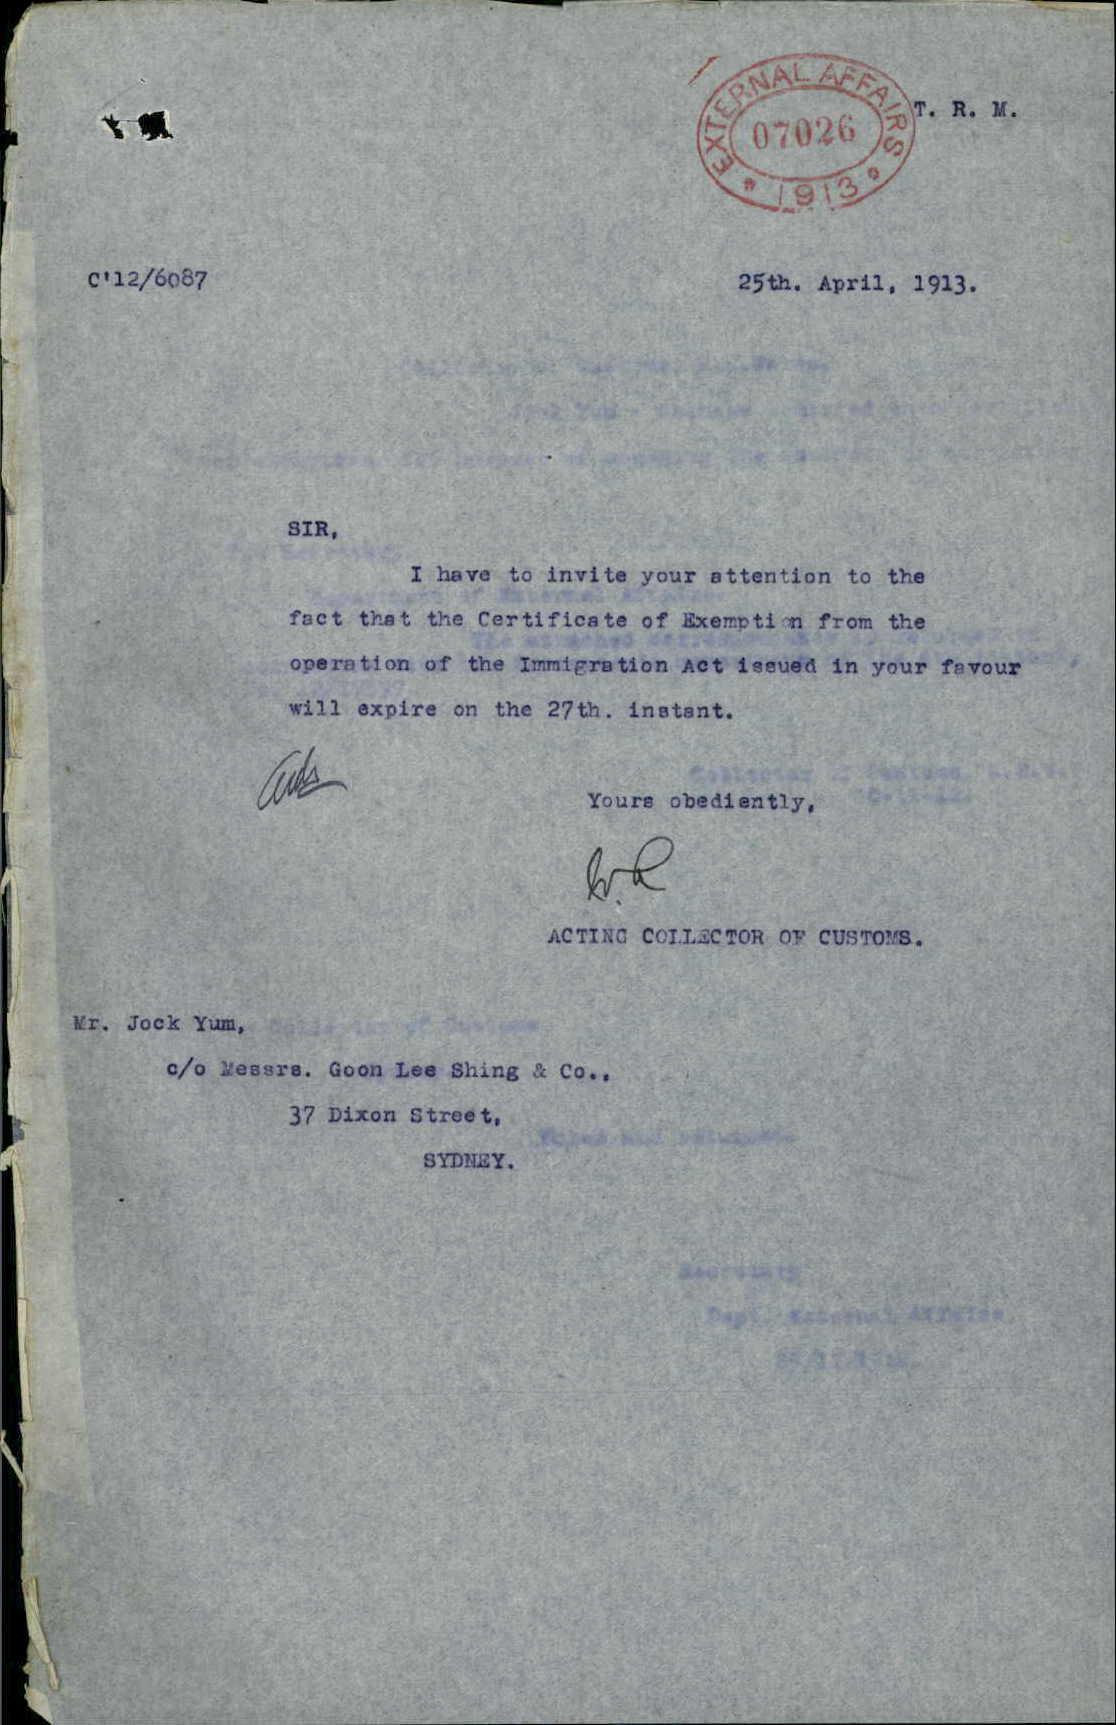 EXTERNAL AFFAIRS
07026
* 1913 *
T. R. M.
C'12/6087
25th. April, 1913.
SIR,
I have to invite your attention to the
fact that the Certificate of Exemption from the
operation of the Immigration Act issued in your favour
will expire on the 27th. instant.
Yours obediently,
ACTING COLLECTOR OF CUSTOMS.
Mr. Jock Yum,
c/o Messrs. Goon Lee Shing & Co..
37 Dixon Street,
SYDNEY.